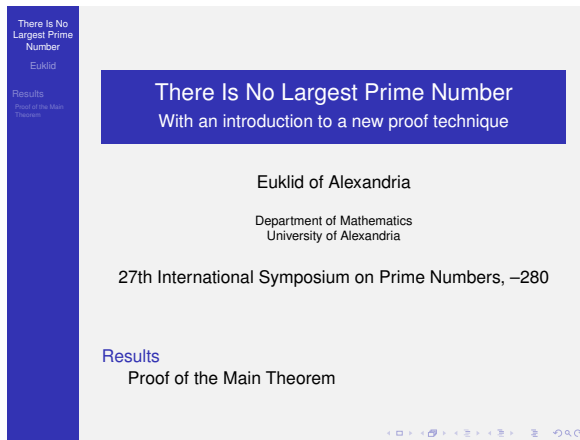 There Is No
Largest Prime
Number
Euklid
Results
Proof of the Main
Theorem
There Is No Largest Prime Number
With an introduction to a new proof technique
Euklid of Alexandria
Department of Mathematics
University of Alexandria
27th International Symposium on Prime Numbers, –280
Results
Proof of the Main Theorem